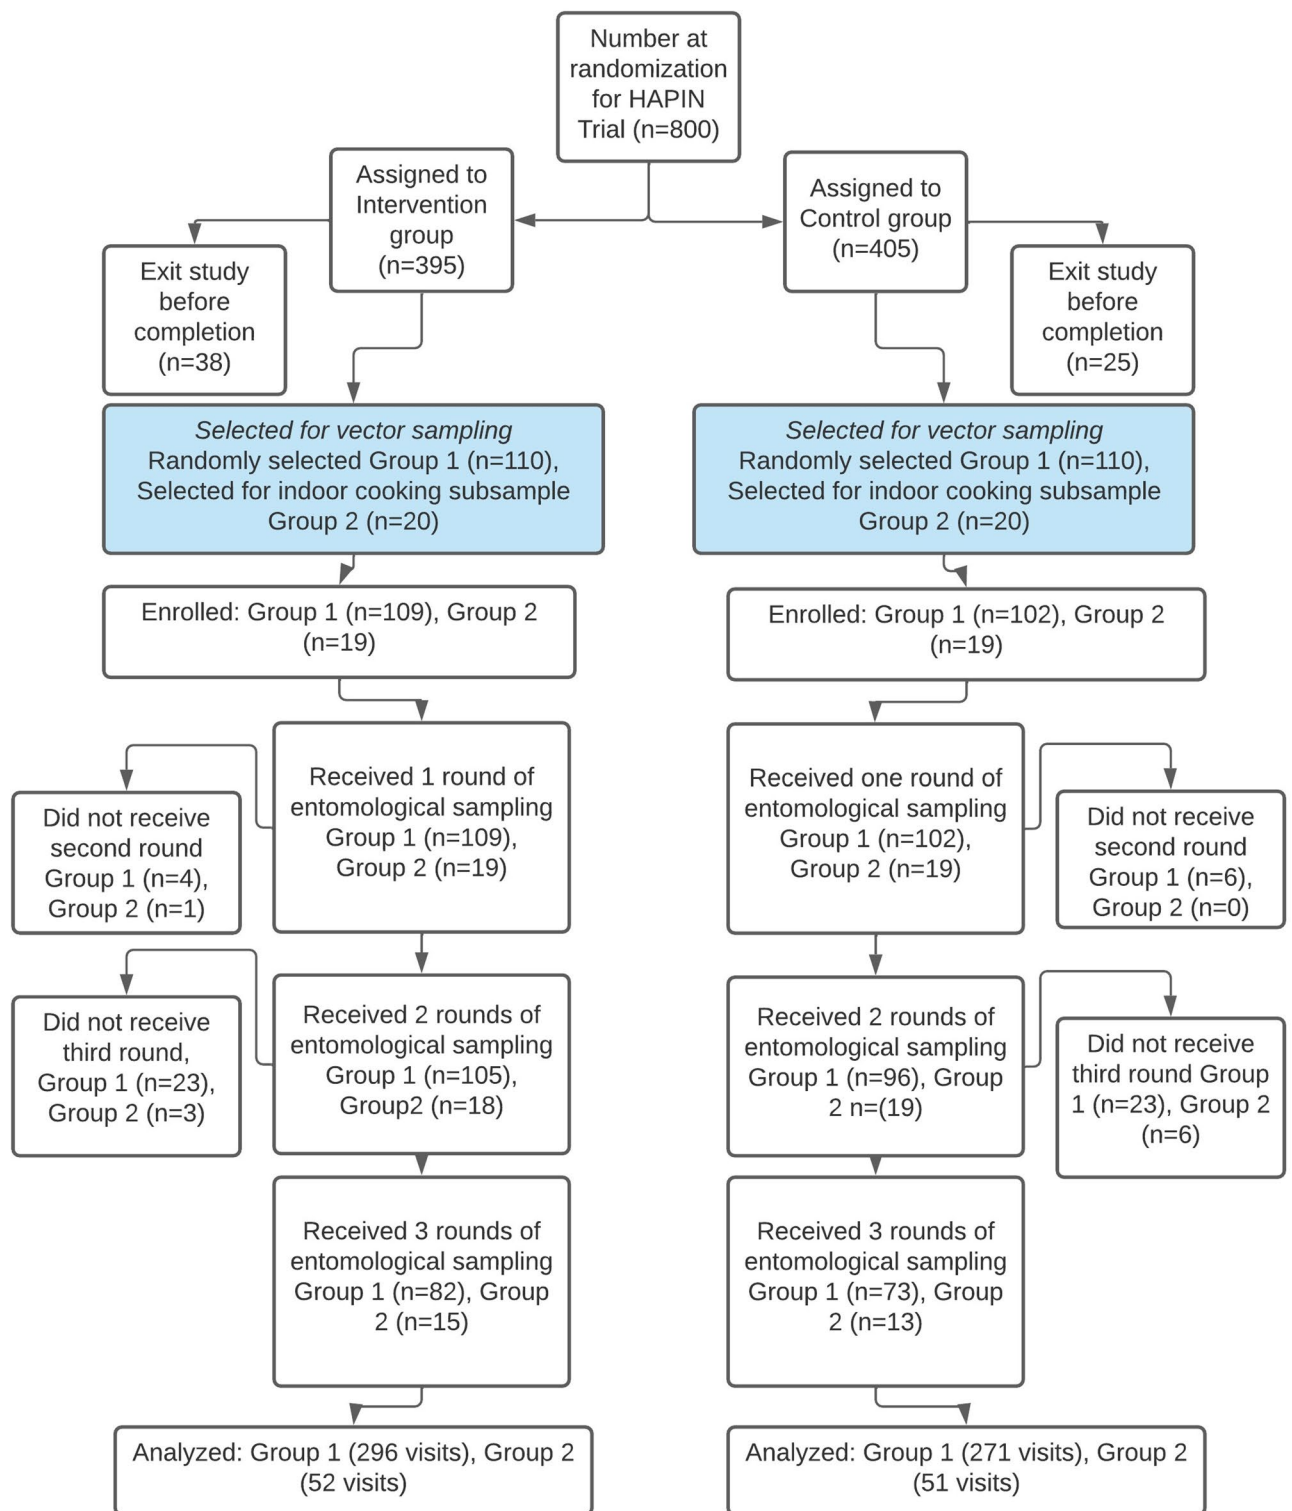 Number at
randomization
for HAPIN
Trial (n=800)
Assigned to
Intervention
group
(n=395)
Assigned to
Control group
(n=405)
Exit study
before
completion
(n=38)
Exit study
before
completion
(n=25)
Selected for vector sampling
Randomly selected Group 1 (n=110),
Selected for indoor cooking subsample
Group 2 (n=20)
Selected for vector sampling
Randomly selected Group 1 (n=110),
Selected for indoor cooking subsample
Group 2 (n=20)
Enrolled: Group 1 (n=109), Group 2
(n=19)
Enrolled: Group 1 (n=102), Group 2
(n=19)
Received 1 round of
entomological sampling
Group 1 (n=109),
Group 2 (n=19)
Received one round of
entomological sampling
Group 1 (n=102),
Group 2 (n=19)
Did not receive
second round
Group 1 (n=4),
Group 2 (n=1)
Did not receive
second round
Group 1 (n=6),
Group 2 (n=0)
Received 2 rounds of
entomological sampling
Group 1 (n=105),
Group2 (n=18)
Received 2 rounds of
entomological sampling
Group 1 (n=96), Group
2 n=(19)
Did not receive
third round,
Group 1 (n=23),
Group 2 (n=3)
Did not receive
third round Group
1 (n=23), Group 2
(n=6)
Received 3 rounds of
entomological sampling
Group 1 (n=82), Group
2 (n=15)
Received 3 rounds of
entomological sampling
Group 1 (n=73), Group
2 (n=13)
Analyzed: Group 1 (296 visits), Group 2
(52 visits)
Analyzed: Group 1 (271 visits), Group 2
(51 visits)